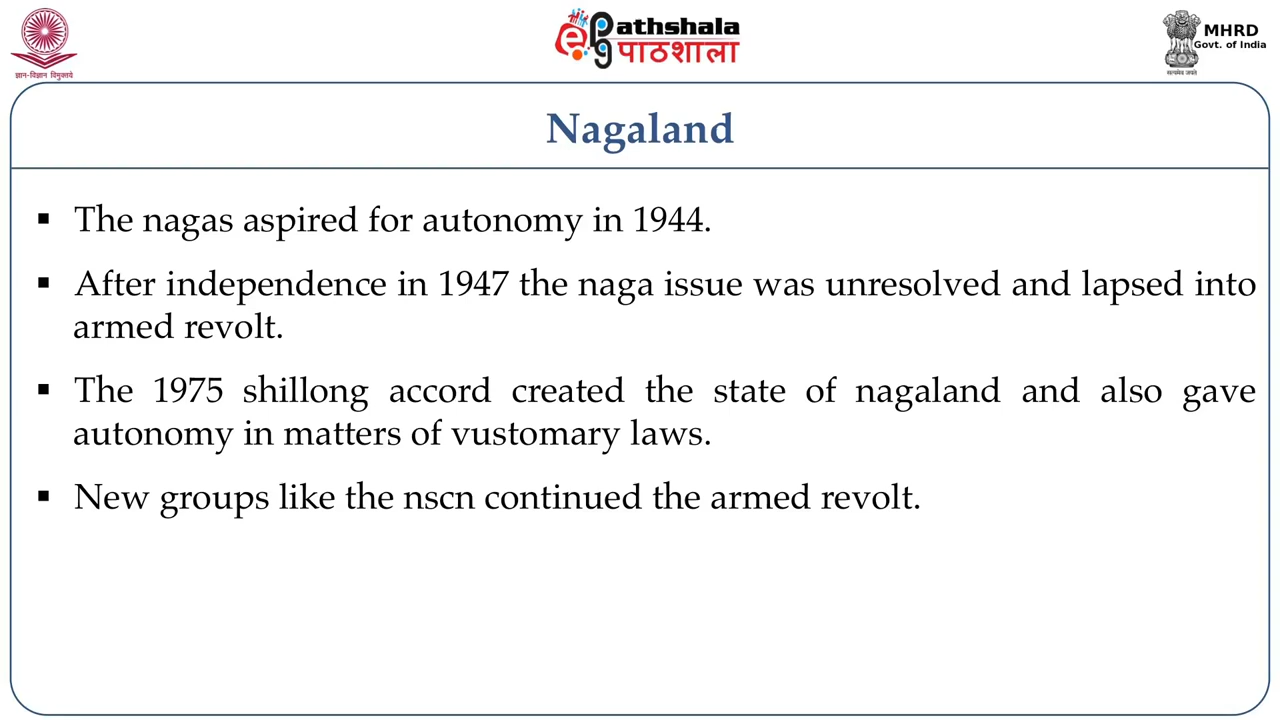 ज्ञान-विज्ञान विमुक्तये
ePathshala
पाठशाला
MHRD
Govt. of India
सत्यमेव जयते
Nagaland
▪ The nagas aspired for autonomy in 1944.
▪ After independence in 1947 the naga issue was unresolved and lapsed into
armed revolt.
▪ The 1975 shillong accord created the state of nagaland and also gave
autonomy in matters of vustomary laws.
▪ New groups like the nscn continued the armed revolt.